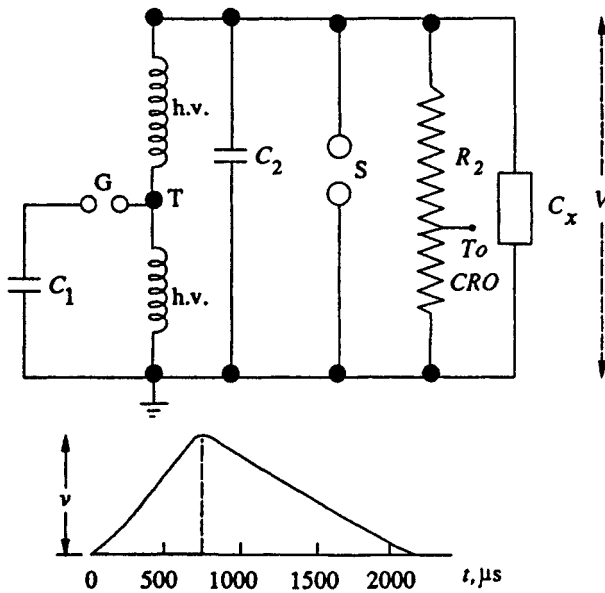 h.v.
G
T
C₂
S
R₂
V
Cₓ
To
CRO
C₁
h.v.
v
0 500 1000 1500 2000 t, μs